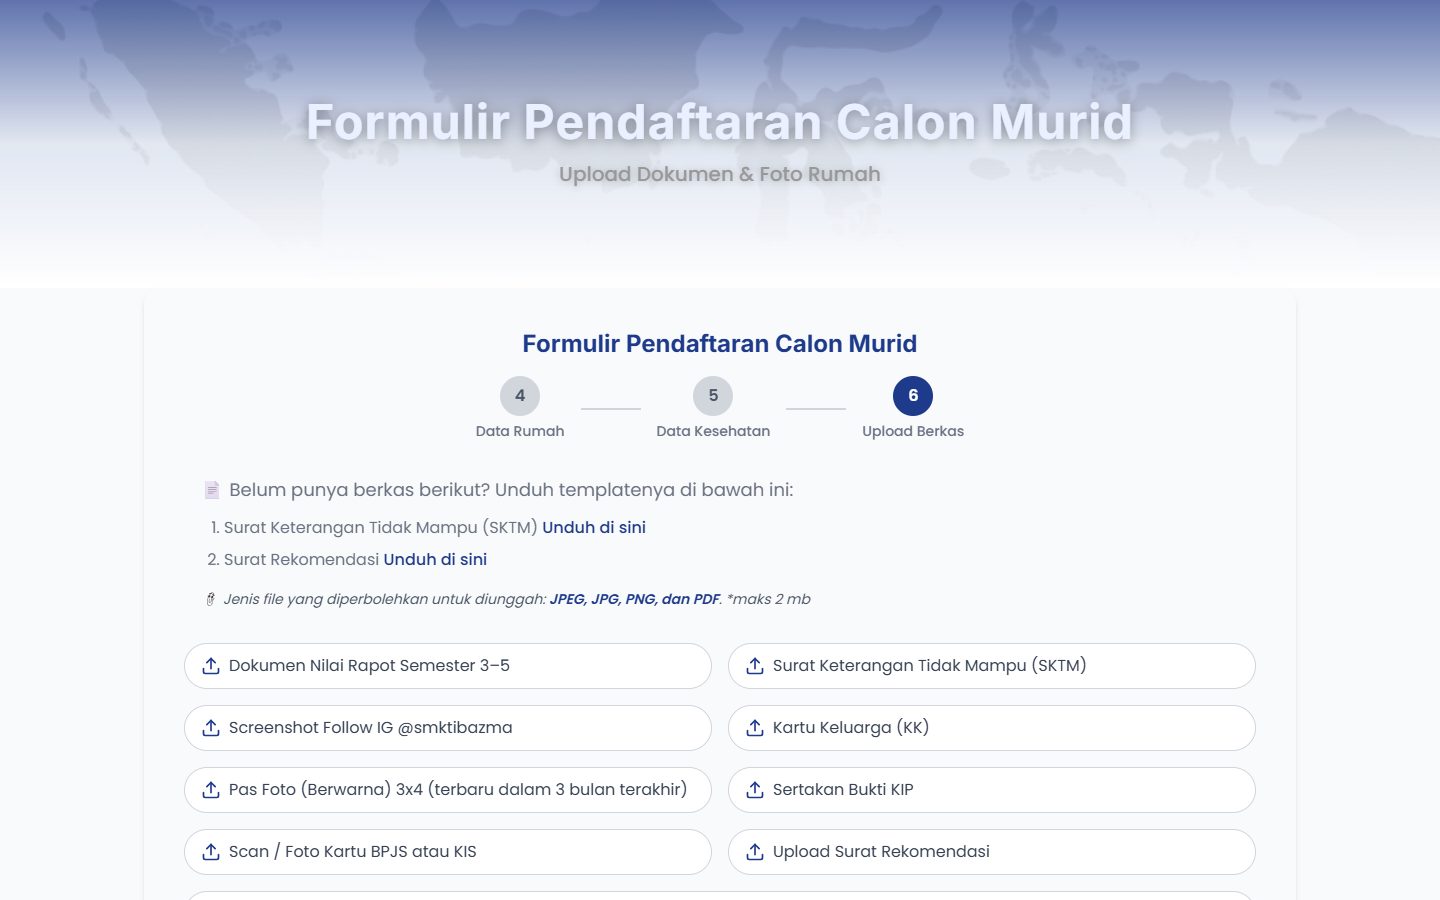 Formulir Pendaftaran Calon Murid
Upload Dokumen & Foto Rumah
Formulir Pendaftaran Calon Murid
4
5
6
Data Rumah
Data Kesehatan
Upload Berkas
Belum punya berkas berikut? Unduh templatenya di bawah ini:
1. Surat Keterangan Tidak Mampu (SKTM) Unduh di sini
2. Surat Rekomendasi Unduh di sini
Jenis file yang diperbolehkan untuk diunggah: JPEG, JPG, PNG, dan PDF. *maks 2 mb
Dokumen Nilai Rapot Semester 3–5
Surat Keterangan Tidak Mampu (SKTM)
Screenshot Follow IG @smktibazma
Kartu Keluarga (KK)
Pas Foto (Berwarna) 3x4 (terbaru dalam 3 bulan terakhir)
Sertakan Bukti KIP
Scan / Foto Kartu BPJS atau KIS
Upload Surat Rekomendasi